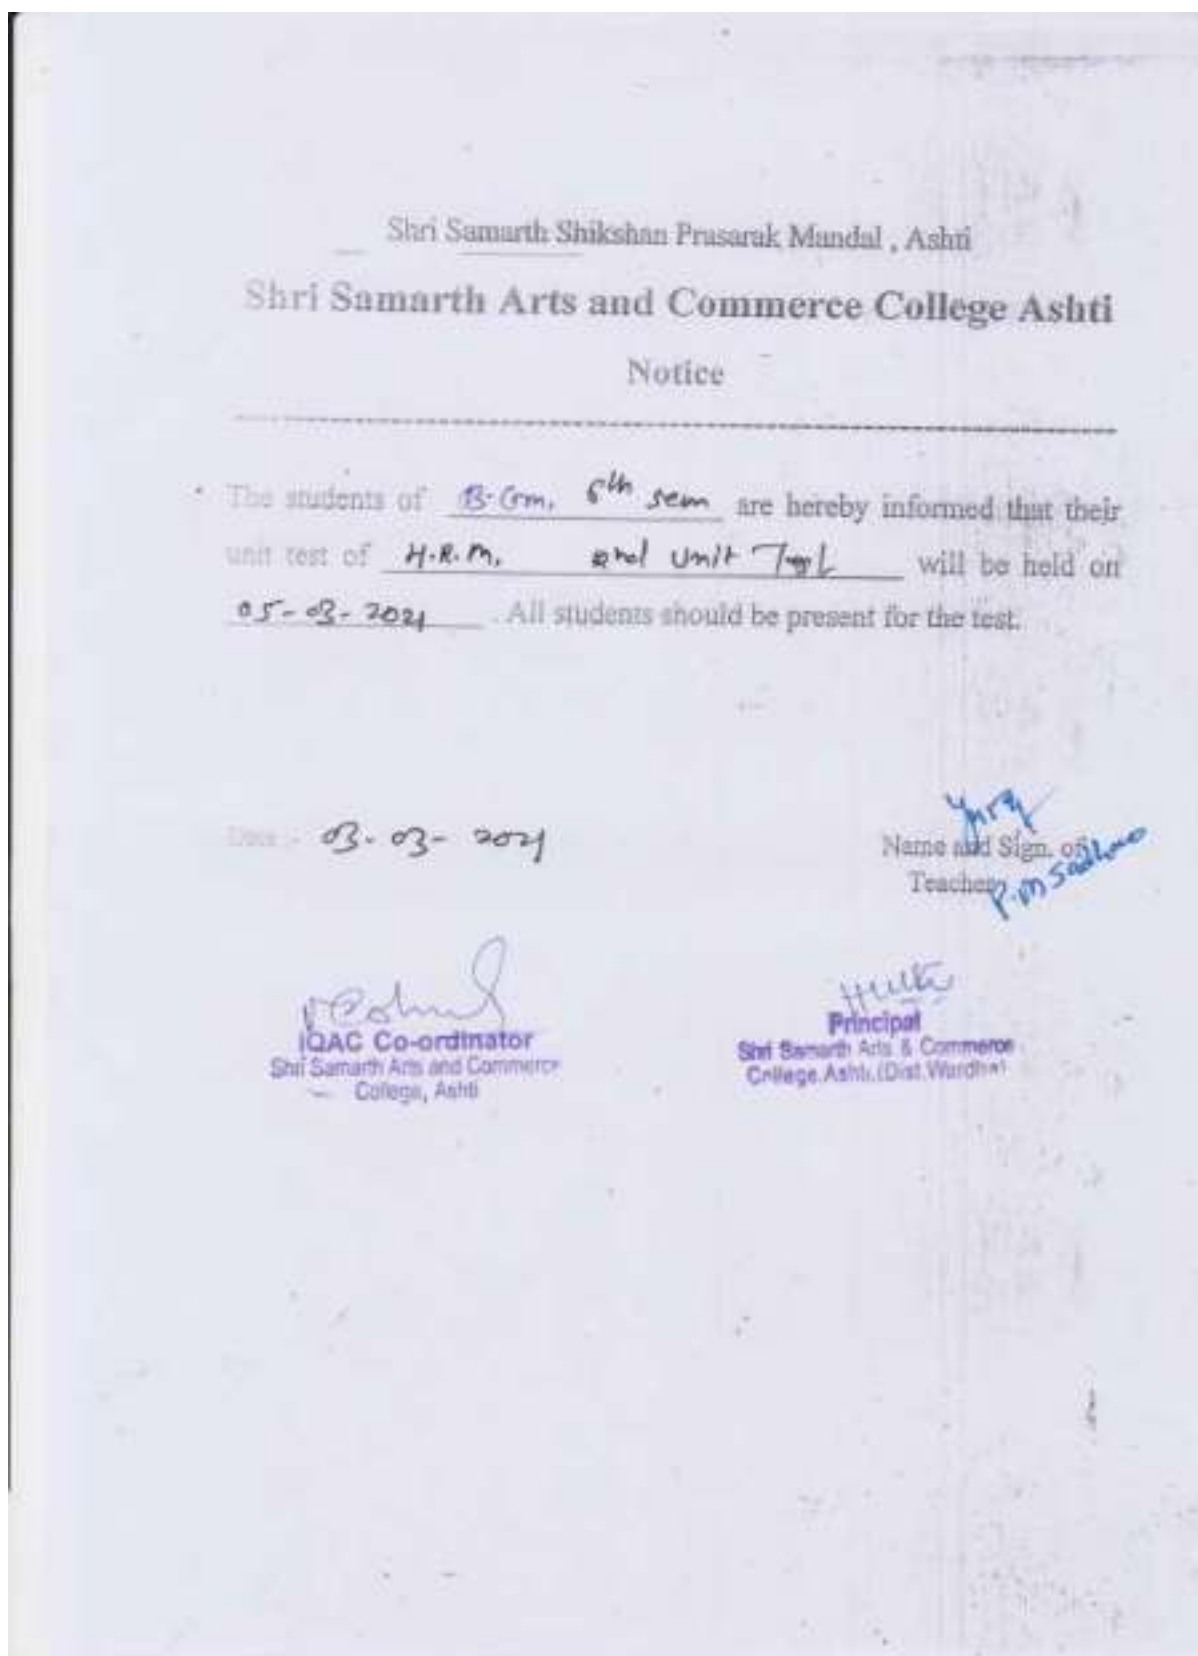 Shri Samarth Shikshan Prasarak Mandal , Ashti
Shri Samarth Arts and Commerce College Ashti
Notice
The students of B.Com. 6th sem are hereby informed that their
unit test of H.R.M. 2nd Unit Test will be held on
05-03-2021 . All students should be present for the test.
Date :- 03-03-2021
Name and Sign. of
Teacher
P.M
IQAC Co-ordinator
Shri Samarth Arts and Commerce
College, Ashti
Principal
Shri Samarth Arts & Commerce
College.Ashti.(Dist.Wardha)